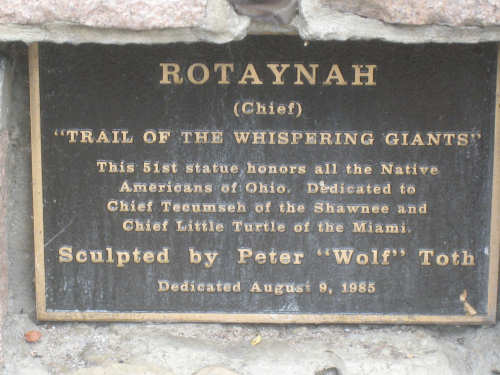 ROTAYNAH
(Chief)
"TRAIL OF THE WHISPERING GIANTS"
This 51st statue honors all the Native
Americans of Ohio. Dedicated to
Chief Tecumseh of the Shawnee and
Chief Little Turtle of the Miami.
Sculpted by Peter "Wolf" Toth
Dedicated August 9, 1985